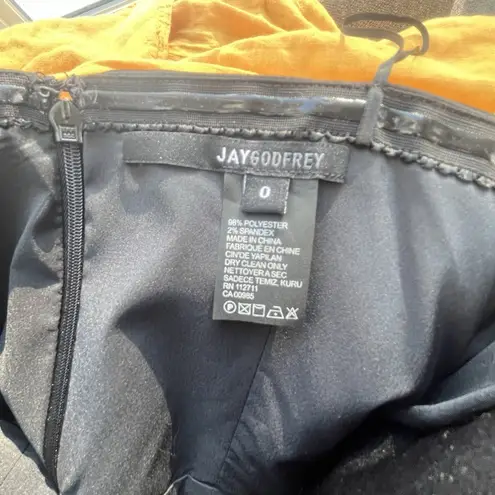 JAYGODFREY
0
98% POLYESTER
2% SPANDEX
MADE IN CHINA
FABRIQUÉ EN CHINE
CIN'DE YAPILAN
DRY CLEAN ONLY
NETTOYER A SEC
SADECE TEMIZ, KURU
RN 112711
CA 00985